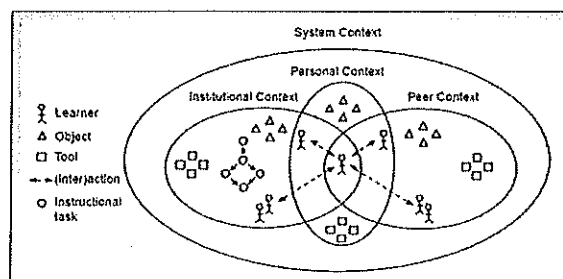 System Context
Personal Context
Institutional Context
Peer Context
Learner
Object
Tool
(Inter)action
Instructional
task